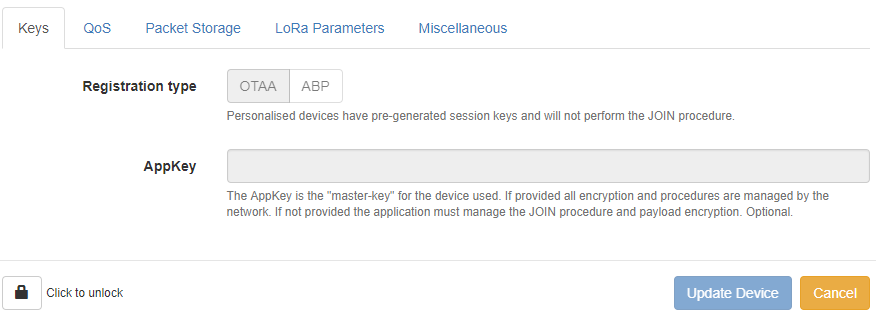 Keys QoS Packet Storage LoRa Parameters Miscellaneous
Registration type OTAA ABP
Personalised devices have pre-generated session keys and will not perform the JOIN procedure.
AppKey
The AppKey is the "master-key" for the device used. If provided all encryption and procedures are managed by the
network. If not provided the application must manage the JOIN procedure and payload encryption. Optional.
Click to unlock Update Device Cancel